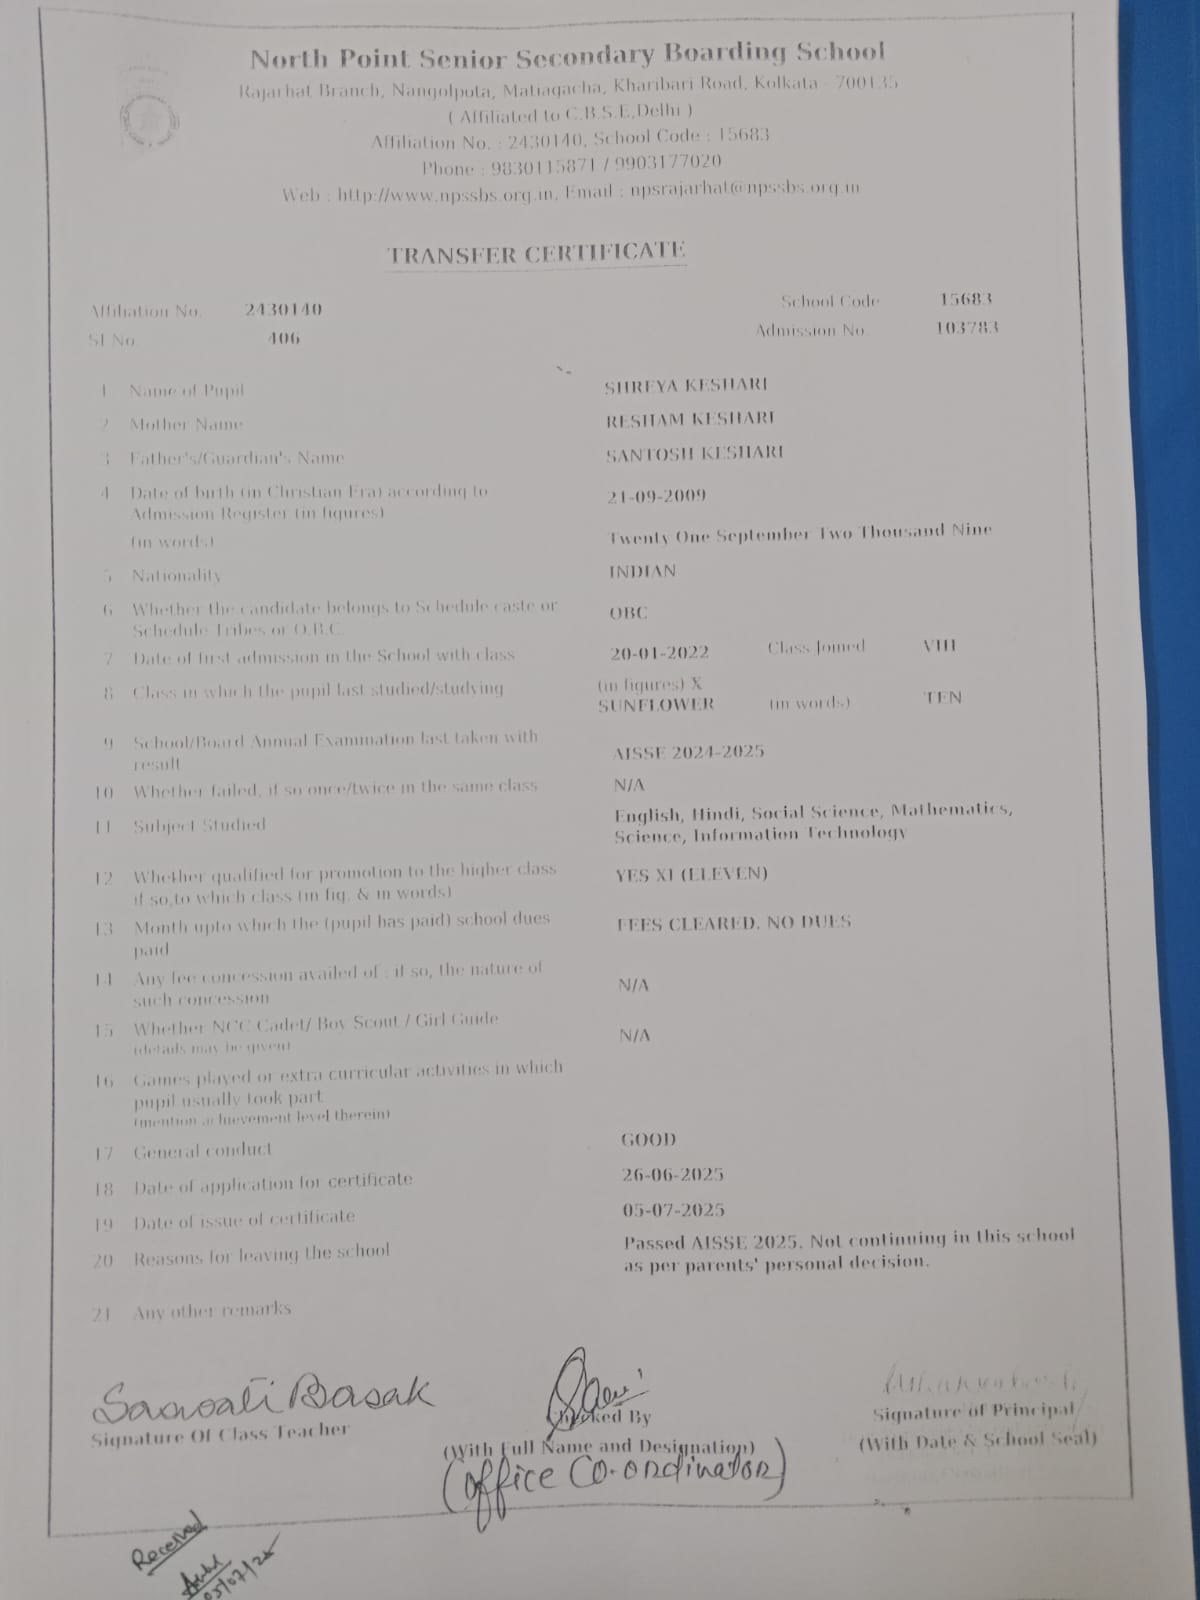 North Point Senior Secondary Boarding School
Rajarhat Branch, Nangolpota, Matiagacha, Kharibari Road, Kolkata - 700135
( Affiliated to C.B.S.E,Delhi )
Affiliation No. : 2430140, School Code : 15683
Phone : 9830115871 / 9903177020
Web : http://www.npssbs.org.in, Email : npsrajarhat@npssbs.org.in
TRANSFER CERTIFICATE
Affiliation No. 2430140 School Code 15683
Sl No. 406 Admission No. 103783
1 Name of Pupil SHREYA KESHARI
2 Mother Name RESHAM KESHARI
3 Father's/Guardian's Name SANTOSH KESHARI
4 Date of birth (in Christian Era) according to
Admission Register (in figures) 21-09-2009
(in words) Twenty One September Two Thousand Nine
5 Nationality INDIAN
6 Whether the candidate belongs to Schedule caste or
Schedule Tribes or O.B.C. OBC
7 Date of first admission in the School with class 20-01-2022 Class Joined VIII
8 Class in which the pupil last studied/studying (in figures) X
SUNFLOWER (in words) TEN
9 School/Board Annual Examination last taken with
result AISSE 2024-2025
10 Whether failed, if so once/twice in the same class N/A
11 Subject Studied English, Hindi, Social Science, Mathematics,
Science, Information Technology
12 Whether qualified for promotion to the higher class
if so,to which class (in fig. & in words) YES XI (ELEVEN)
13 Month upto which the (pupil has paid) school dues
paid FEES CLEARED. NO DUES
14 Any fee concession availed of : if so, the nature of
such concession N/A
15 Whether NCC Cadet/ Boy Scout / Girl Guide
(details may be given) N/A
16 Games played or extra curricular activities in which
pupil usually took part
(mention achievement level therein)
17 General conduct GOOD
18 Date of application for certificate 26-06-2025
19 Date of issue of certificate 05-07-2025
20 Reasons for leaving the school Passed AISSE 2025. Not continuing in this school
as per parents' personal decision.
21 Any other remarks
Basak
Signature Of Class Teacher
Checked By
(With Full Name and Designation)
(Office Co-ordinator)
Signature of Principal
(With Date & School Seal)
Received
05/07/25